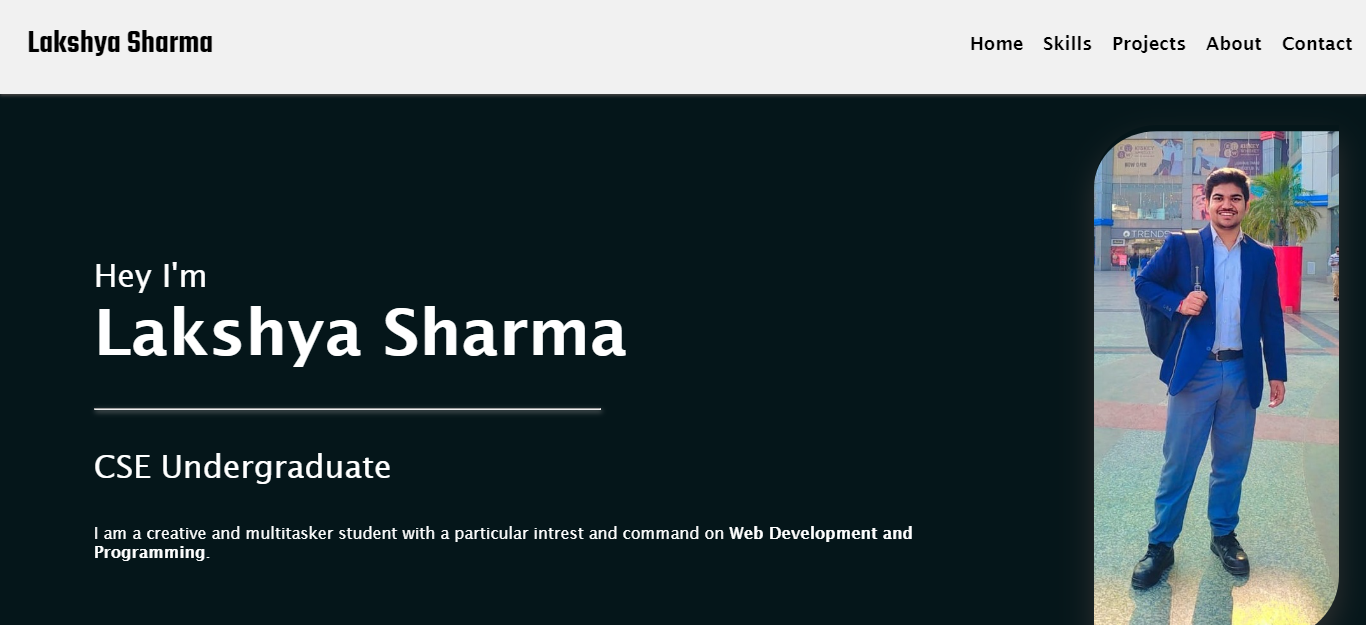 Lakshya Sharma
Home Skills Projects About Contact
TRENDS
Hey I'm
Lakshya Sharma
CSE Undergraduate
I am a creative and multitasker student with a particular intrest and command on Web Development and
Programming.